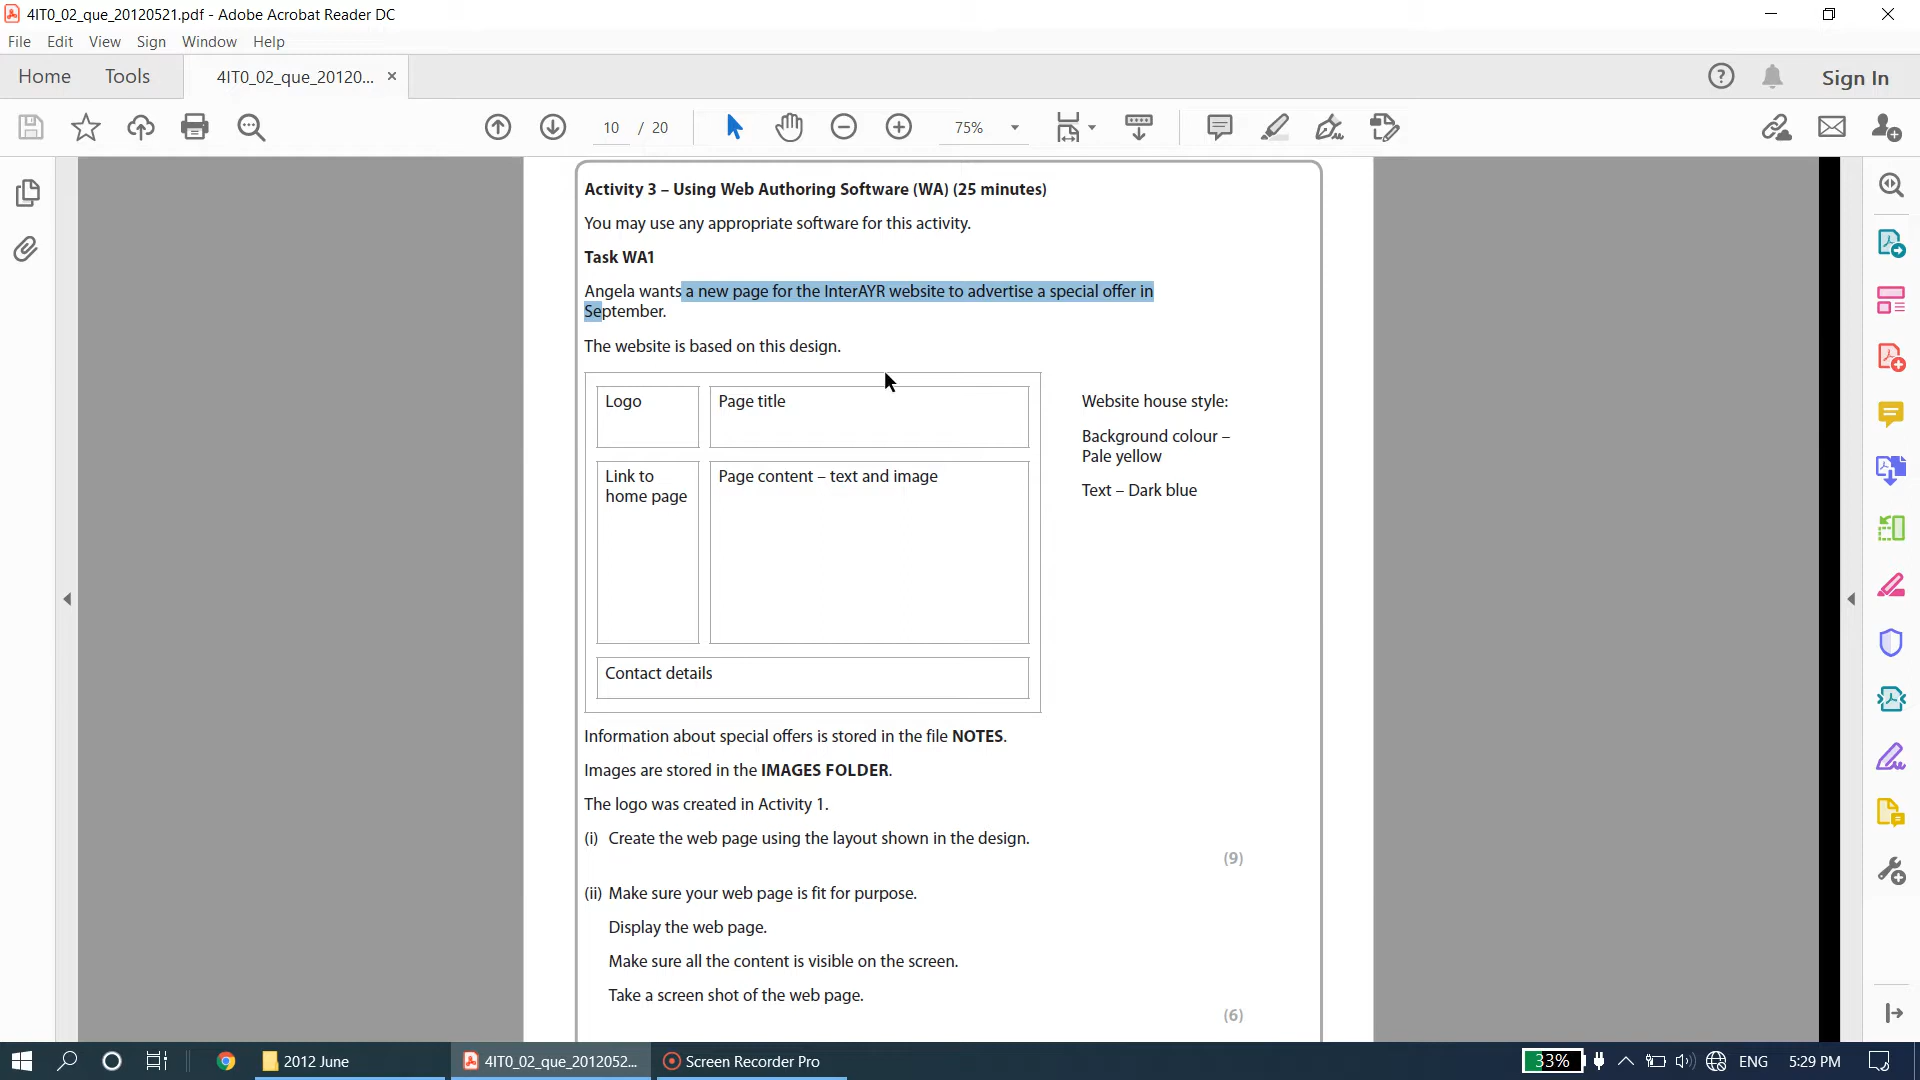 4IT0_02_que_20120521.pdf - Adobe Acrobat Reader DC
File Edit View Sign Window Help
Home Tools 4IT0_02_que_20120... × Sign In
10 / 20 75%
Activity 3 – Using Web Authoring Software (WA) (25 minutes)
You may use any appropriate software for this activity.
Task WA1
Angela wants a new page for the InterAYR website to advertise a special offer in
September.
The website is based on this design.
Logo
Page title
Link to
home page
Page content – text and image
Contact details
Website house style:
Background colour –
Pale yellow
Text – Dark blue
Information about special offers is stored in the file NOTES.
Images are stored in the IMAGES FOLDER.
The logo was created in Activity 1.
(i) Create the web page using the layout shown in the design.
(9)
(ii) Make sure your web page is fit for purpose.
Display the web page.
Make sure all the content is visible on the screen.
Take a screen shot of the web page.
(6)
2012 June 4IT0_02_que_2012052... Screen Recorder Pro 33% ENG 5:29 PM